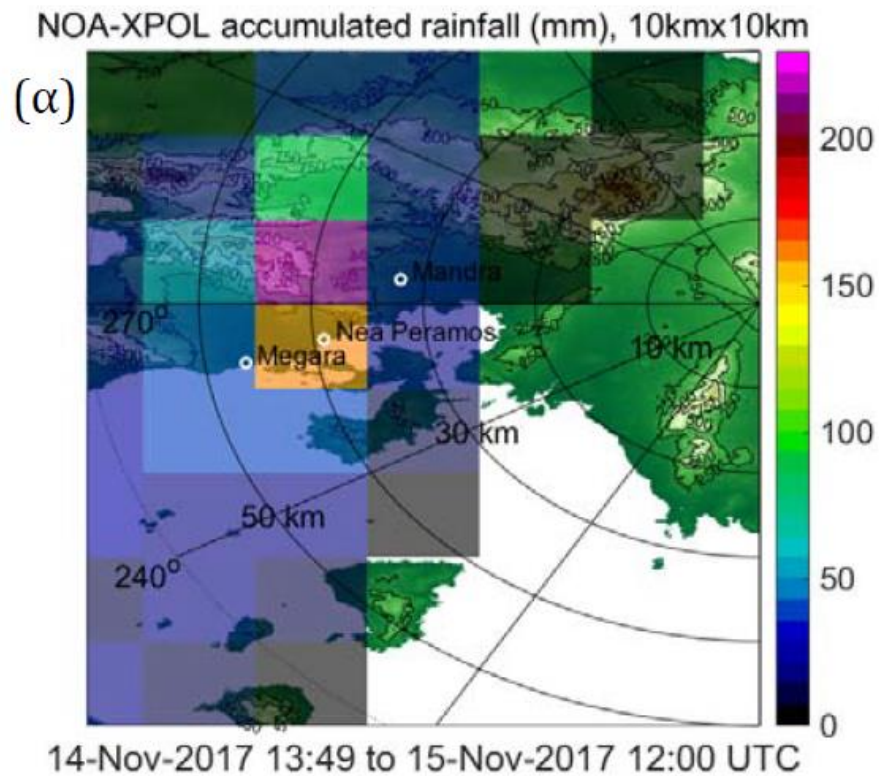 NOA-XPOL accumulated rainfall (mm), 10kmx10km
(α)
200
Mandra
150
270°
Nea Peramos
10 km
Megara
100
30 km
50 km
50
240°
0
14-Nov-2017 13:49 to 15-Nov-2017 12:00 UTC